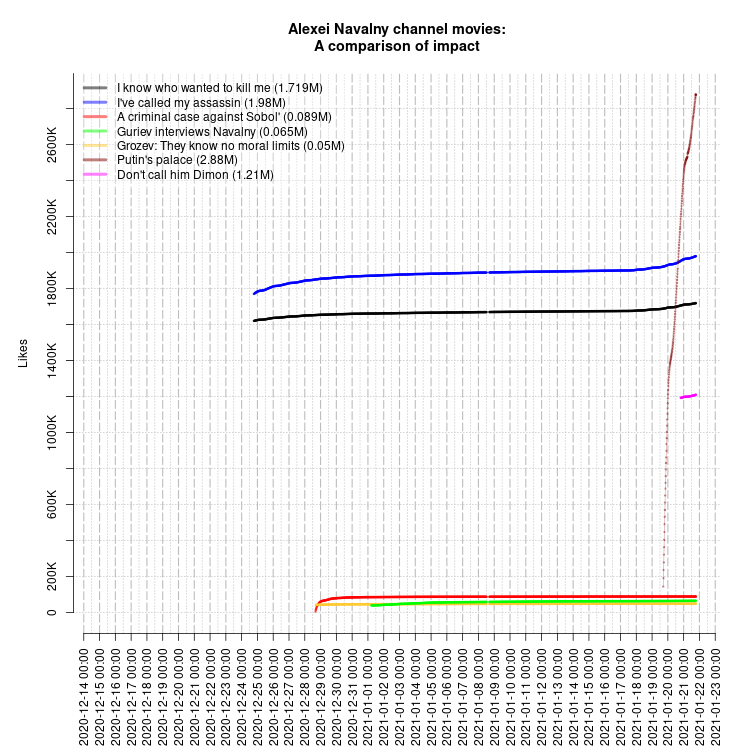 Alexei Navalny channel movies:
A comparison of impact
I know who wanted to kill me (1.719M)
I've called my assassin (1.98M)
A criminal case against Sobol' (0.089M)
Guriev interviews Navalny (0.065M)
Grozev: They know no moral limits (0.05M)
Putin's palace (2.88M)
Don't call him Dimon (1.21M)
Likes
2600K
2200K
1800K
1400K
1000K
600K
200K
0
2020-12-14 00:00
2020-12-15 00:00
2020-12-16 00:00
2020-12-17 00:00
2020-12-18 00:00
2020-12-19 00:00
2020-12-20 00:00
2020-12-21 00:00
2020-12-22 00:00
2020-12-23 00:00
2020-12-24 00:00
2020-12-25 00:00
2020-12-26 00:00
2020-12-27 00:00
2020-12-28 00:00
2020-12-29 00:00
2020-12-30 00:00
2020-12-31 00:00
2021-01-01 00:00
2021-01-02 00:00
2021-01-03 00:00
2021-01-04 00:00
2021-01-05 00:00
2021-01-06 00:00
2021-01-07 00:00
2021-01-08 00:00
2021-01-09 00:00
2021-01-10 00:00
2021-01-11 00:00
2021-01-12 00:00
2021-01-13 00:00
2021-01-14 00:00
2021-01-15 00:00
2021-01-16 00:00
2021-01-17 00:00
2021-01-18 00:00
2021-01-19 00:00
2021-01-20 00:00
2021-01-21 00:00
2021-01-22 00:00
2021-01-23 00:00